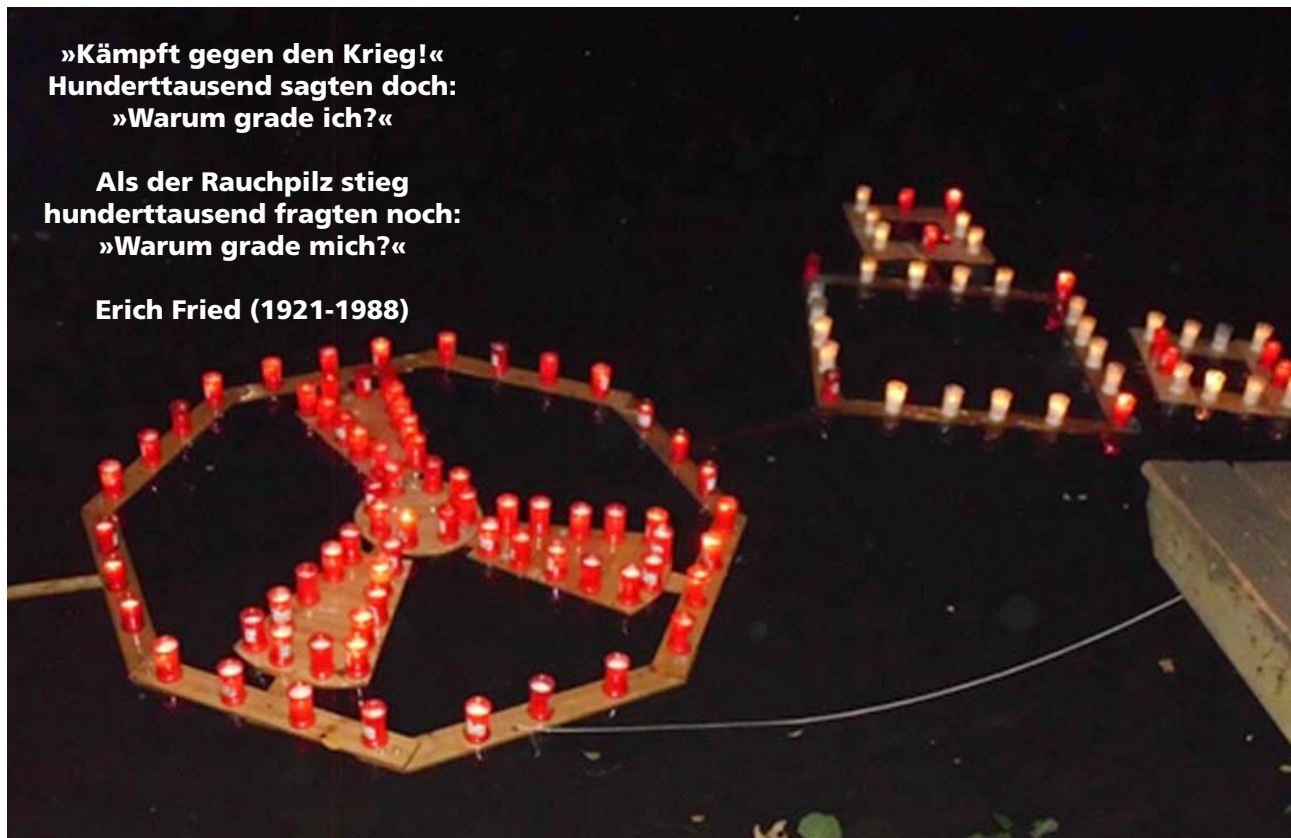 »Kämpft gegen den Krieg!«
Hunderttausend sagten doch:
»Warum grade ich?«
Als der Rauchpilz stieg
hunderttausend fragten noch:
»Warum grade mich?«
Erich Fried (1921-1988)